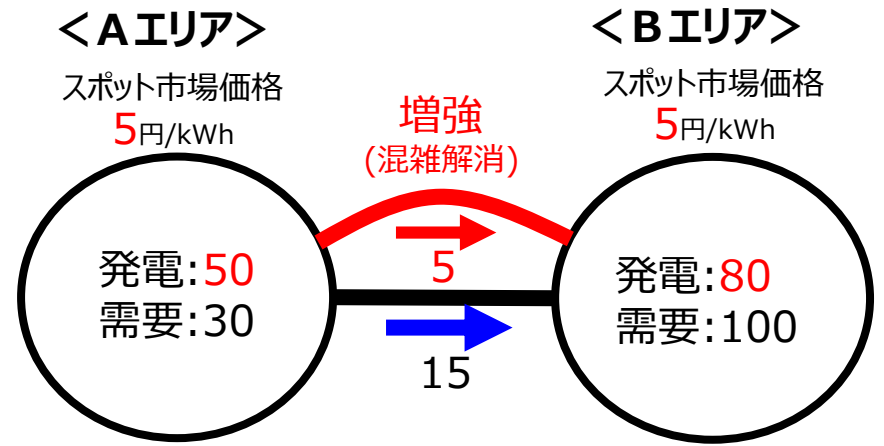 ＜Aエリア＞
スポット市場価格
5円/kWh
＜Bエリア＞
スポット市場価格
5円/kWh
増強
(混雑解消)
5
15
発電:50
需要:30
発電:80
需要:100